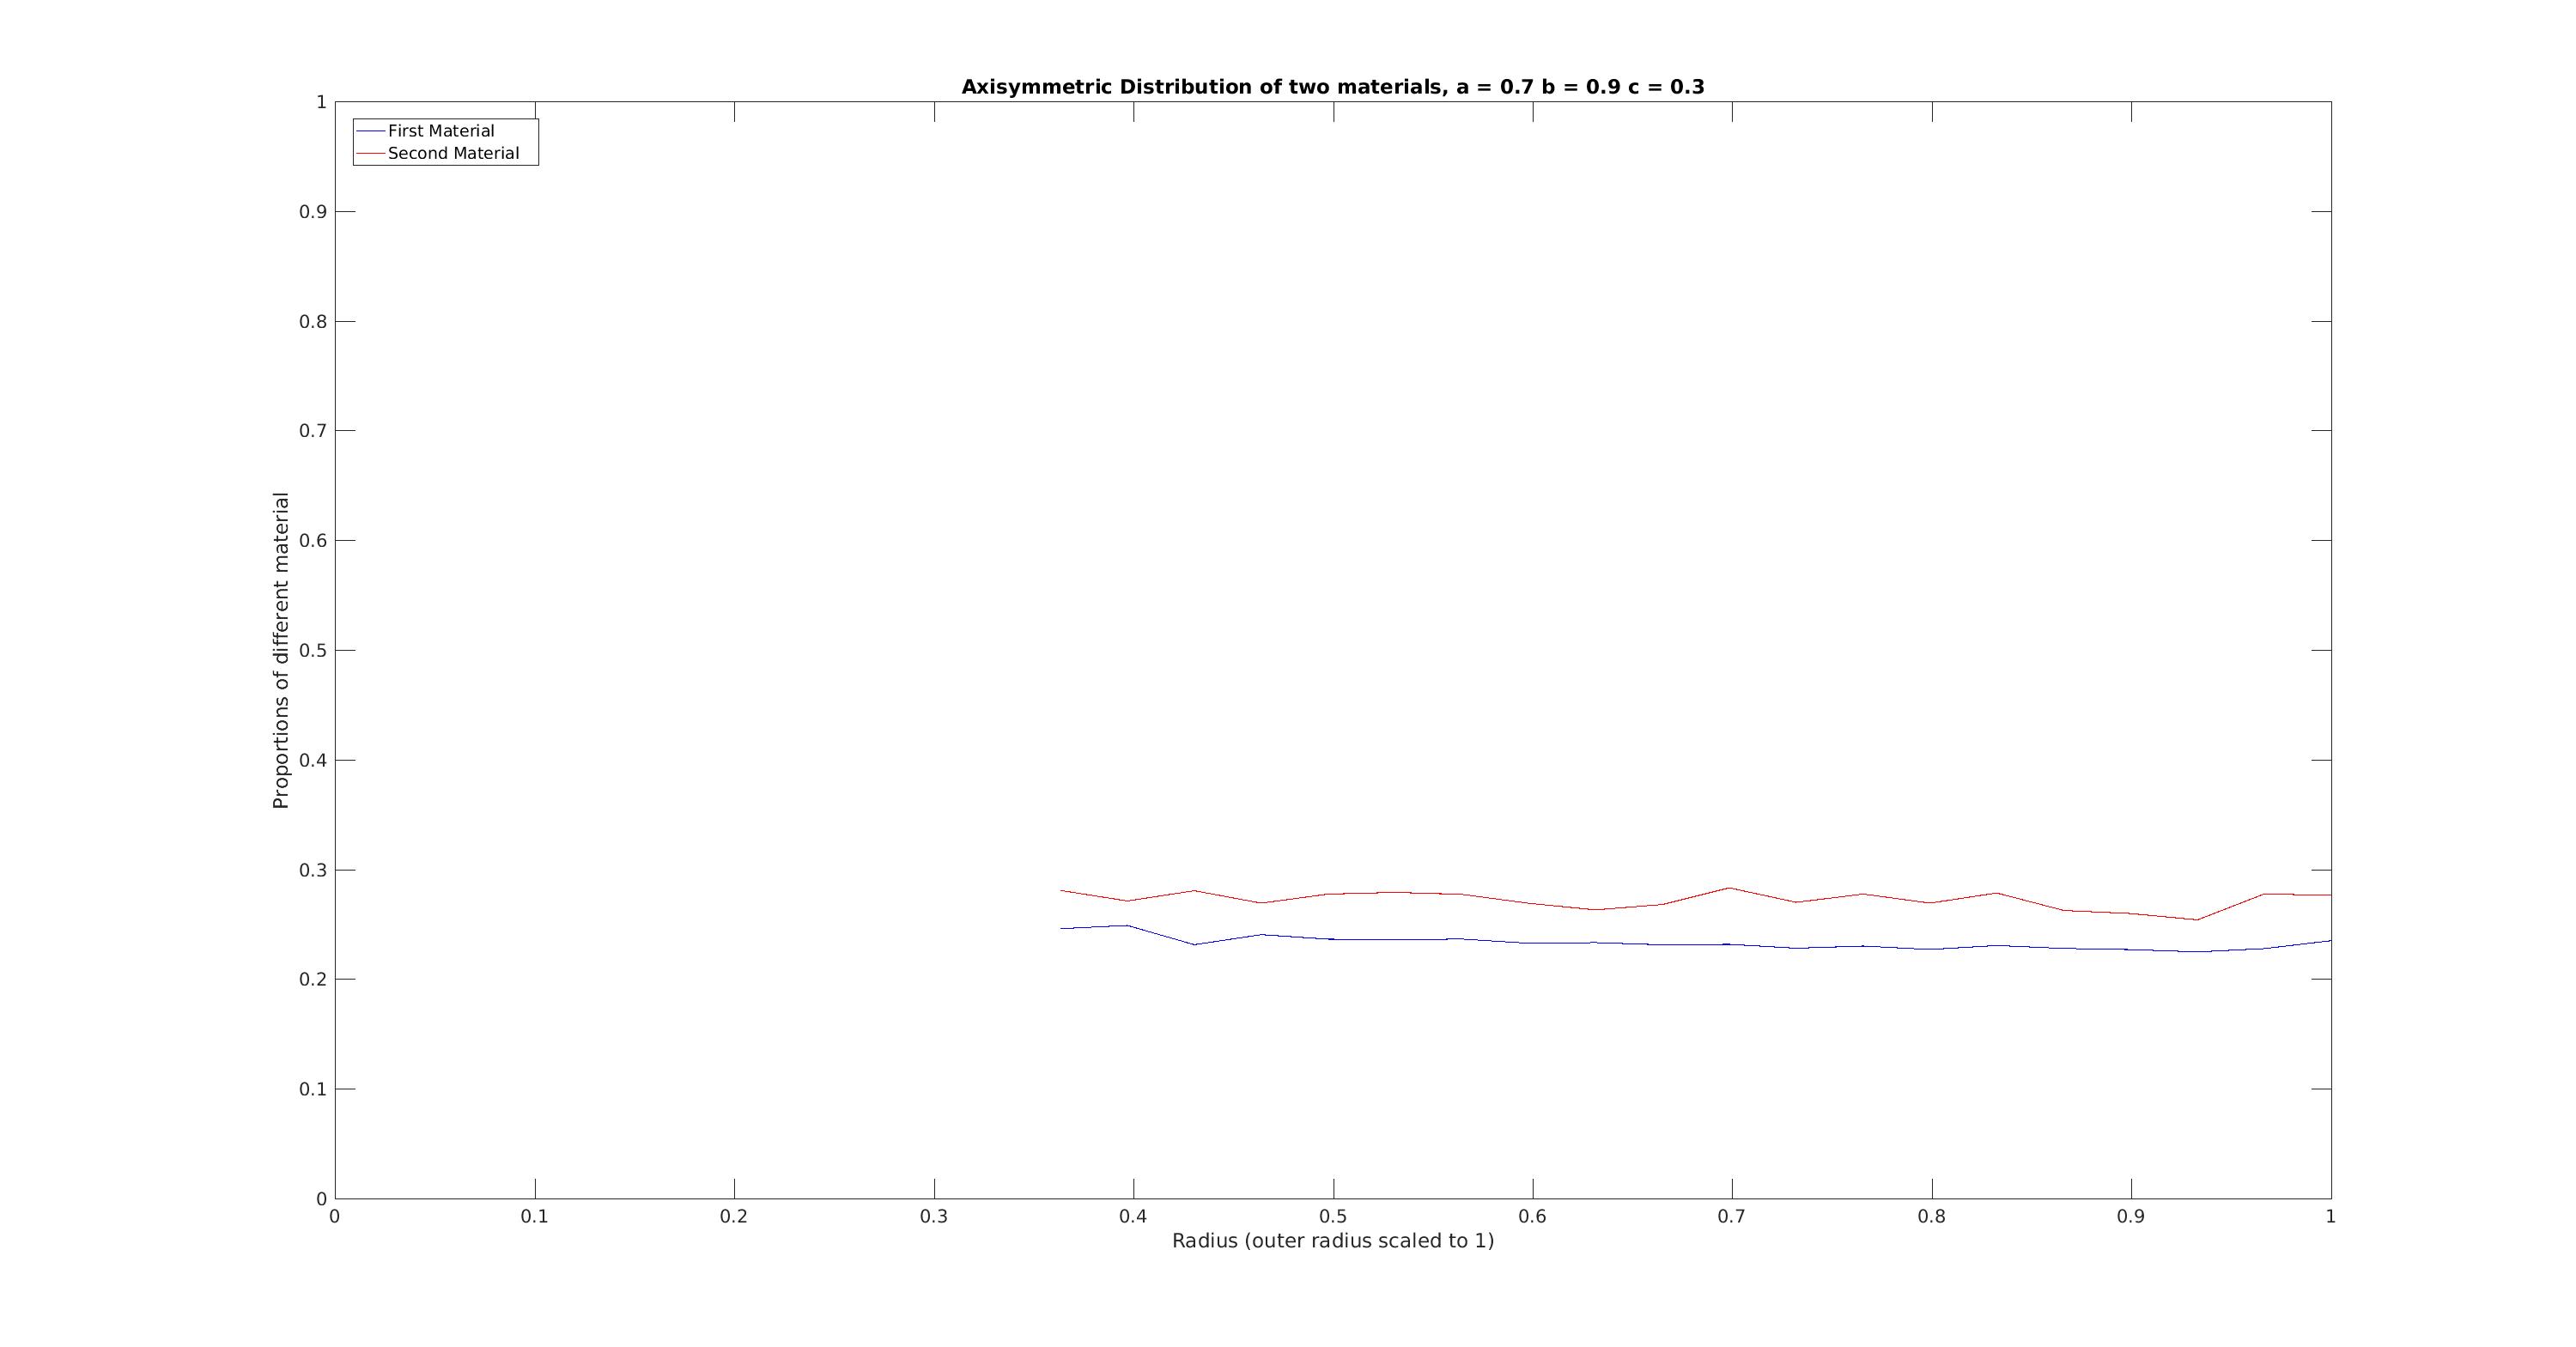 Axisymmetric Distribution of two materials, a = 0.7 b = 0.9 c = 0.3
First Material
Second Material
Proportions of different material
1
0.9
0.8
0.7
0.6
0.5
0.4
0.3
0.2
0.1
0
0 0.1 0.2 0.3 0.4 0.5 0.6 0.7 0.8 0.9 1
Radius (outer radius scaled to 1)